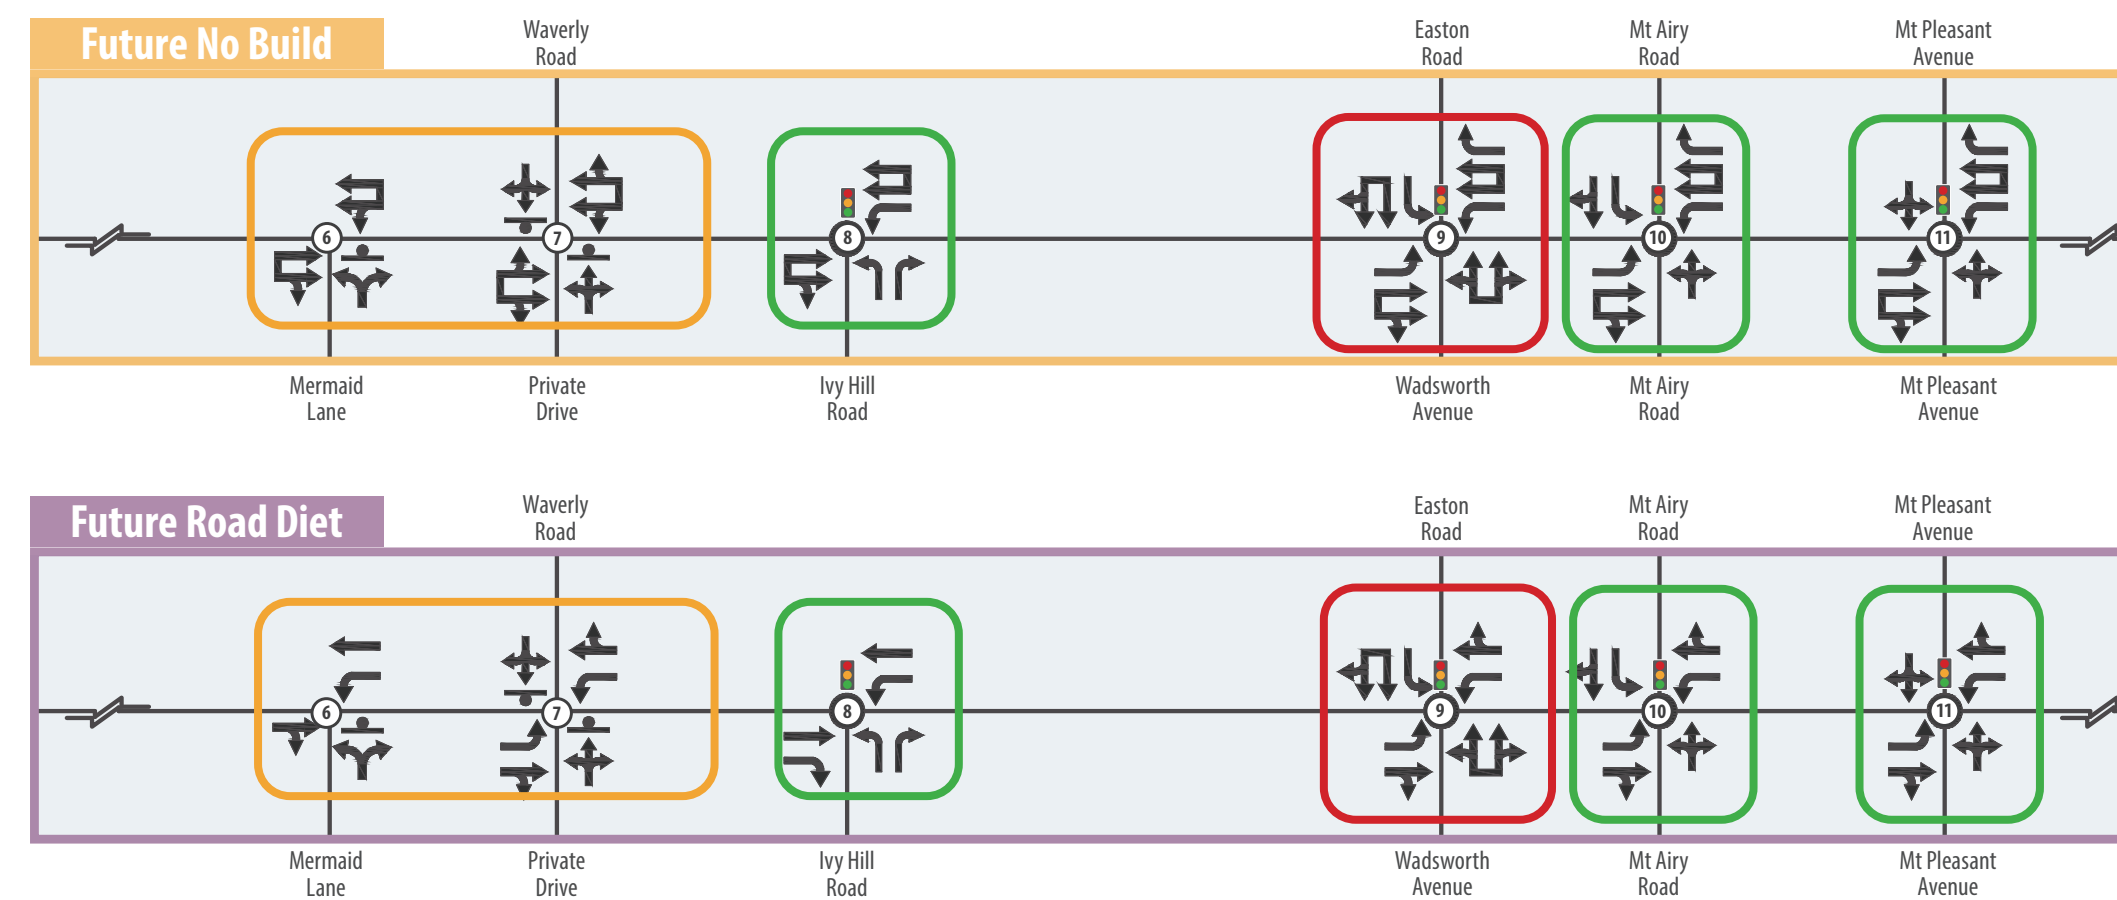 Future No Build
Waverly
Road
Easton
Road
Mt Airy
Road
Mt Pleasant
Avenue
6
7
8
9
10
11
Mermaid
Lane
Private
Drive
Ivy Hill
Road
Wadsworth
Avenue
Mt Airy
Road
Mt Pleasant
Avenue
Future Road Diet
Waverly
Road
Easton
Road
Mt Airy
Road
Mt Pleasant
Avenue
6
7
8
9
10
11
Mermaid
Lane
Private
Drive
Ivy Hill
Road
Wadsworth
Avenue
Mt Airy
Road
Mt Pleasant
Avenue